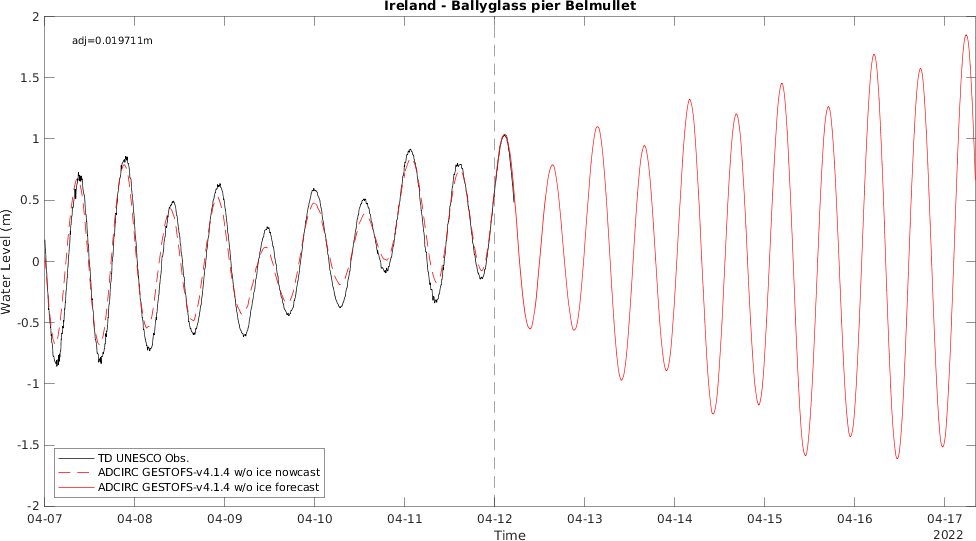 Ireland - Ballyglass pier Belmullet
adj=0.019711m
Water Level (m)
2
1.5
1
0.5
0
-0.5
-1
-1.5
-2
TD UNESCO Obs.
ADCIRC GESTOFS-v4.1.4 w/o ice nowcast
ADCIRC GESTOFS-v4.1.4 w/o ice forecast
04-07 04-08 04-09 04-10 04-11 04-12 04-13 04-14 04-15 04-16 04-17
Time
2022